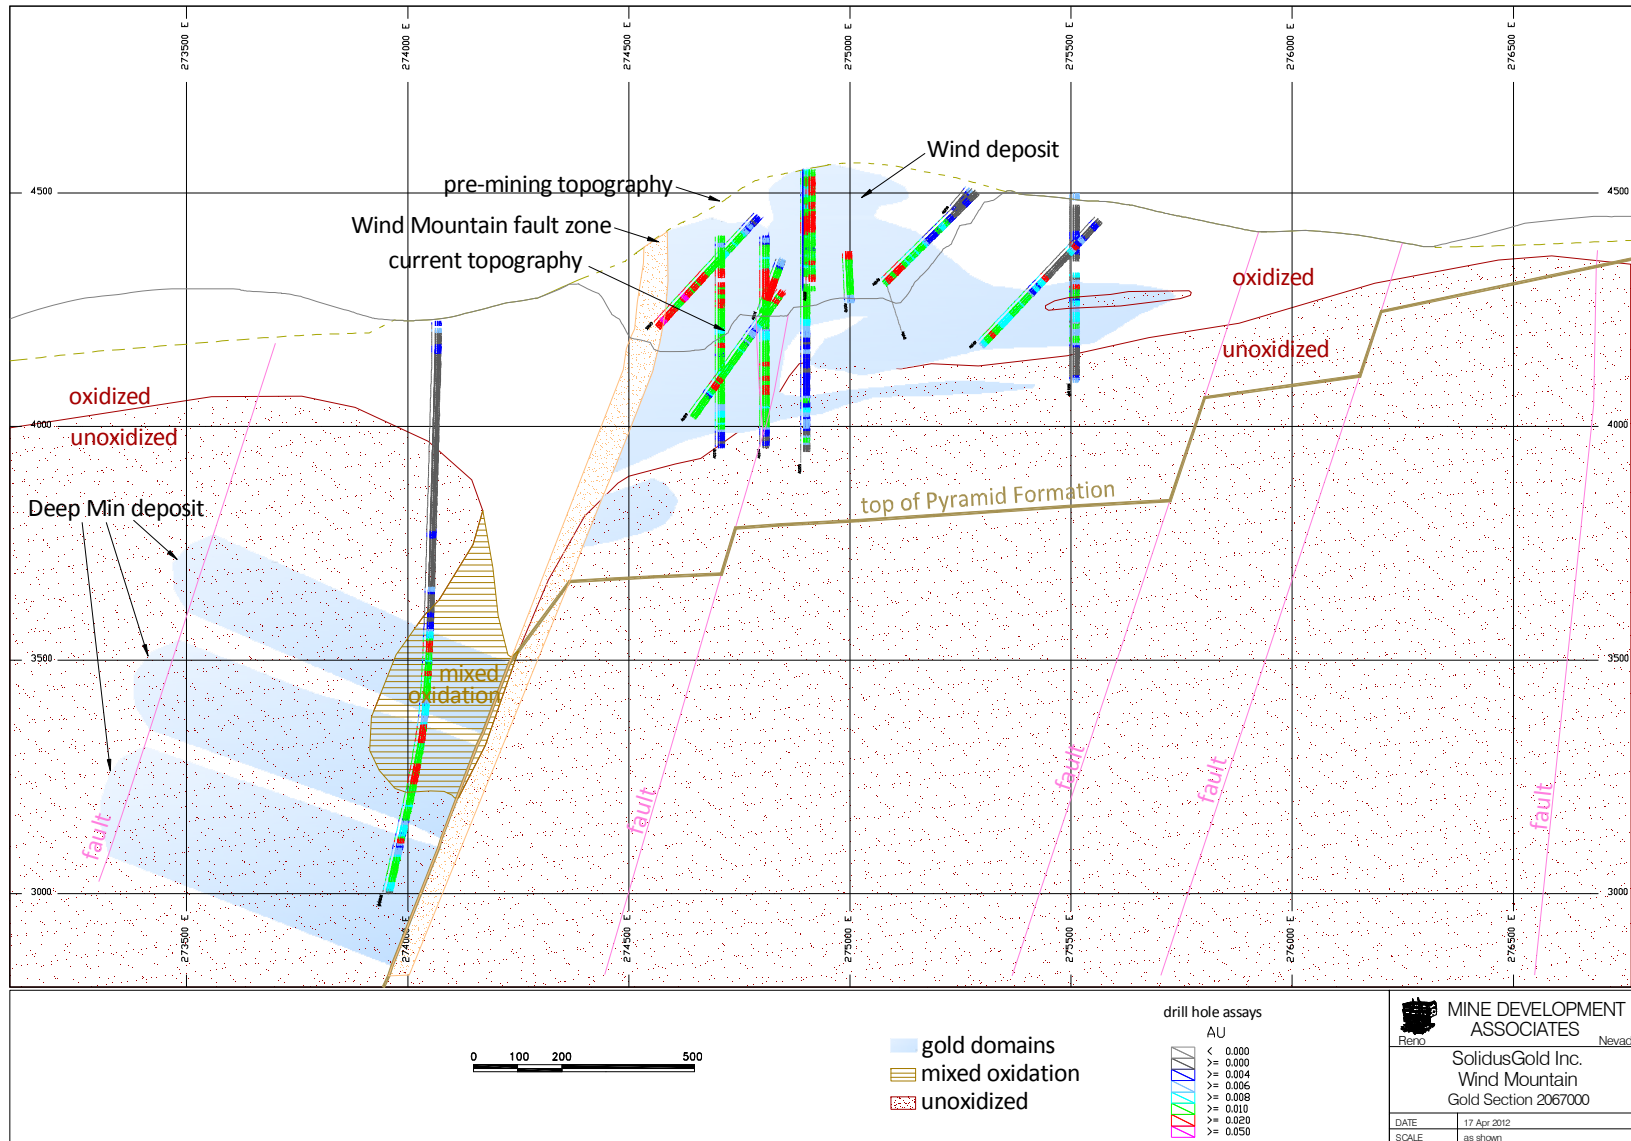 273500 E
274000 E
274500 E
275000 E
275500 E
276000 E
276500 E
Wind deposit
pre-mining topography
4500
4500
Wind Mountain fault zone
current topography
oxidized
unoxidized
oxidized
unoxidized
4000
4000
Deep Min deposit
top of Pyramid Formation
3500
3500
mixed
oxidation
fault
fault
fault
fault
fault
3000
3000
273500 E
274000 E
274500 E
275000 E
275500 E
276000 E
276500 E
0 100 200 500
gold domains
mixed oxidation
unoxidized
drill hole assays
AU
< 0.000
>= 0.000
>= 0.004
>= 0.006
>= 0.008
>= 0.010
>= 0.020
>= 0.050
MINE DEVELOPMENT
ASSOCIATES
Reno Nevad
SolidusGold Inc.
Wind Mountain
Gold Section 2067000
DATE 17 Apr 2012
SCALE as shown